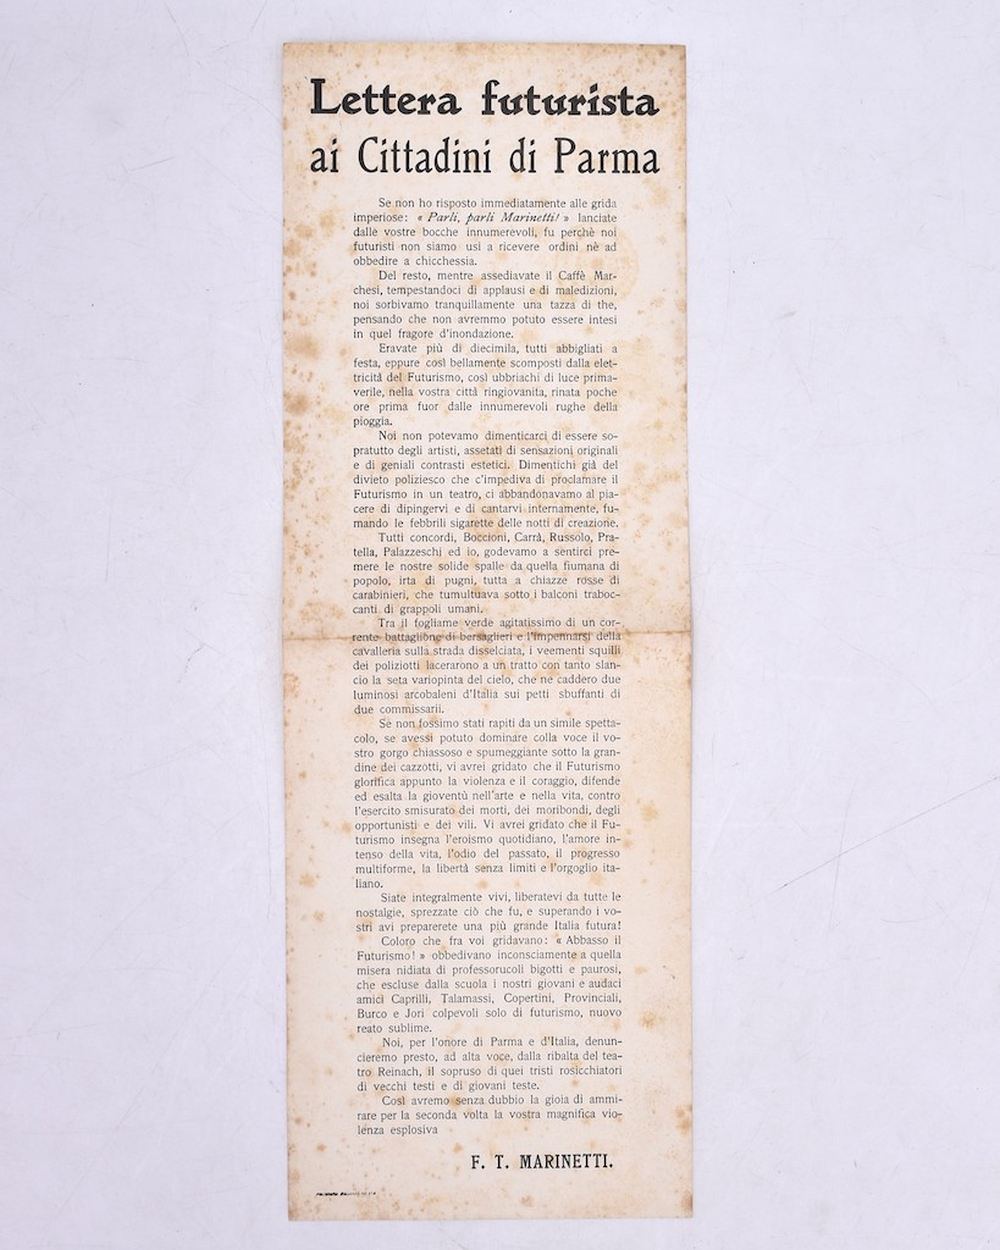 Lettera futurista
ai Cittadini di Parma
Se non ho risposto immediatamente alle grida
imperiose: « Parli, parli Marinetti! » lanciate
dalle vostre bocche innumerevoli, fu perchè noi
futuristi non siamo usi a ricevere ordini nè ad
obbedire a chicchessia.
Del resto, mentre assediavate il Caffè Mar-
chesi, tempestandoci di applausi e di maledizioni,
noi sorbivamo tranquillamente una tazza di the,
pensando che non avremmo potuto essere intesi
in quel fragore d'inondazione.
Eravate più di diecimila, tutti abbigliati a
festa, eppure così bellamente scomposti dalla elet-
tricità del Futurismo, così ubbriachi di luce prima-
verile, nella vostra città ringiovanita, rinata poche
ore prima fuor dalle innumerevoli rughe della
pioggia.
Noi non potevamo dimenticarci di essere so-
pratutto degli artisti, assetati di sensazioni originali
e di geniali contrasti estetici. Dimentichi già del
divieto poliziesco che c'impediva di proclamare il
Futurismo in un teatro, ci abbandonavamo al pia-
cere di dipingervi e di cantarvi internamente, fu-
mando le febbrili sigarette delle notti di creazione.
Tutti concordi, Boccioni, Carrà, Russolo, Pra-
tella, Palazzeschi ed io, godevamo a sentirci pre-
mere le nostre solide spalle da quella fiumana di
popolo, irta di pugni, tutta a chiazze rosse di
carabinieri, che tumultuava sotto i balconi traboc-
canti di grappoli umani.
Tra il fogliame verde agitatissimo di un cor-
rente battaglione di bersaglieri e l'impennarsi della
cavalleria sulla strada disselciata, i veementi squilli
dei poliziotti lacerarono a un tratto con tanto slan-
cio la seta variopinta del cielo, che ne caddero due
luminosi arcobaleni d'Italia sui petti sbuffanti di
due commissarii.
Se non fossimo stati rapiti da un simile spetta-
colo, se avessi potuto dominare colla voce il vo-
stro gorgo chiassoso e spumeggiante sotto la gran-
dine dei cazzotti, vi avrei gridato che il Futurismo
glorifica appunto la violenza e il coraggio, difende
ed esalta la gioventù nell'arte e nella vita, contro
l'esercito smisurato dei morti, dei moribondi, degli
opportunisti e dei vili. Vi avrei gridato che il Fu-
turismo insegna l'eroismo quotidiano, l'amore in-
tenso della vita, l'odio del passato, il progresso
multiforme, la libertà senza limiti e l'orgoglio ita-
liano.
Siate integralmente vivi, liberatevi da tutte le
nostalgie, sprezzate ciò che fu, e superando i vo-
stri avi preparerete una più grande Italia futura!
Coloro che fra voi gridavano: « Abbasso il
Futurismo! » obbedivano inconsciamente a quella
misera nidiata di professorucoli bigotti e paurosi,
che escluse dalla scuola i nostri giovani e audaci
amici Caprilli, Talamassi, Copertini, Provinciali,
Burco e Jori colpevoli solo di futurismo, nuovo
reato sublime.
Noi, per l'onore di Parma e d'Italia, denun-
cieremo presto, ad alta voce, dalla ribalta del tea-
tro Reinach, il sopruso di quei tristi rosicchiatori
di vecchi testi e di giovani teste.
Così avremo senza dubbio la gioia di ammi-
rare per la seconda volta la vostra magnifica vio-
lenza esplosiva
F. T. MARINETTI.